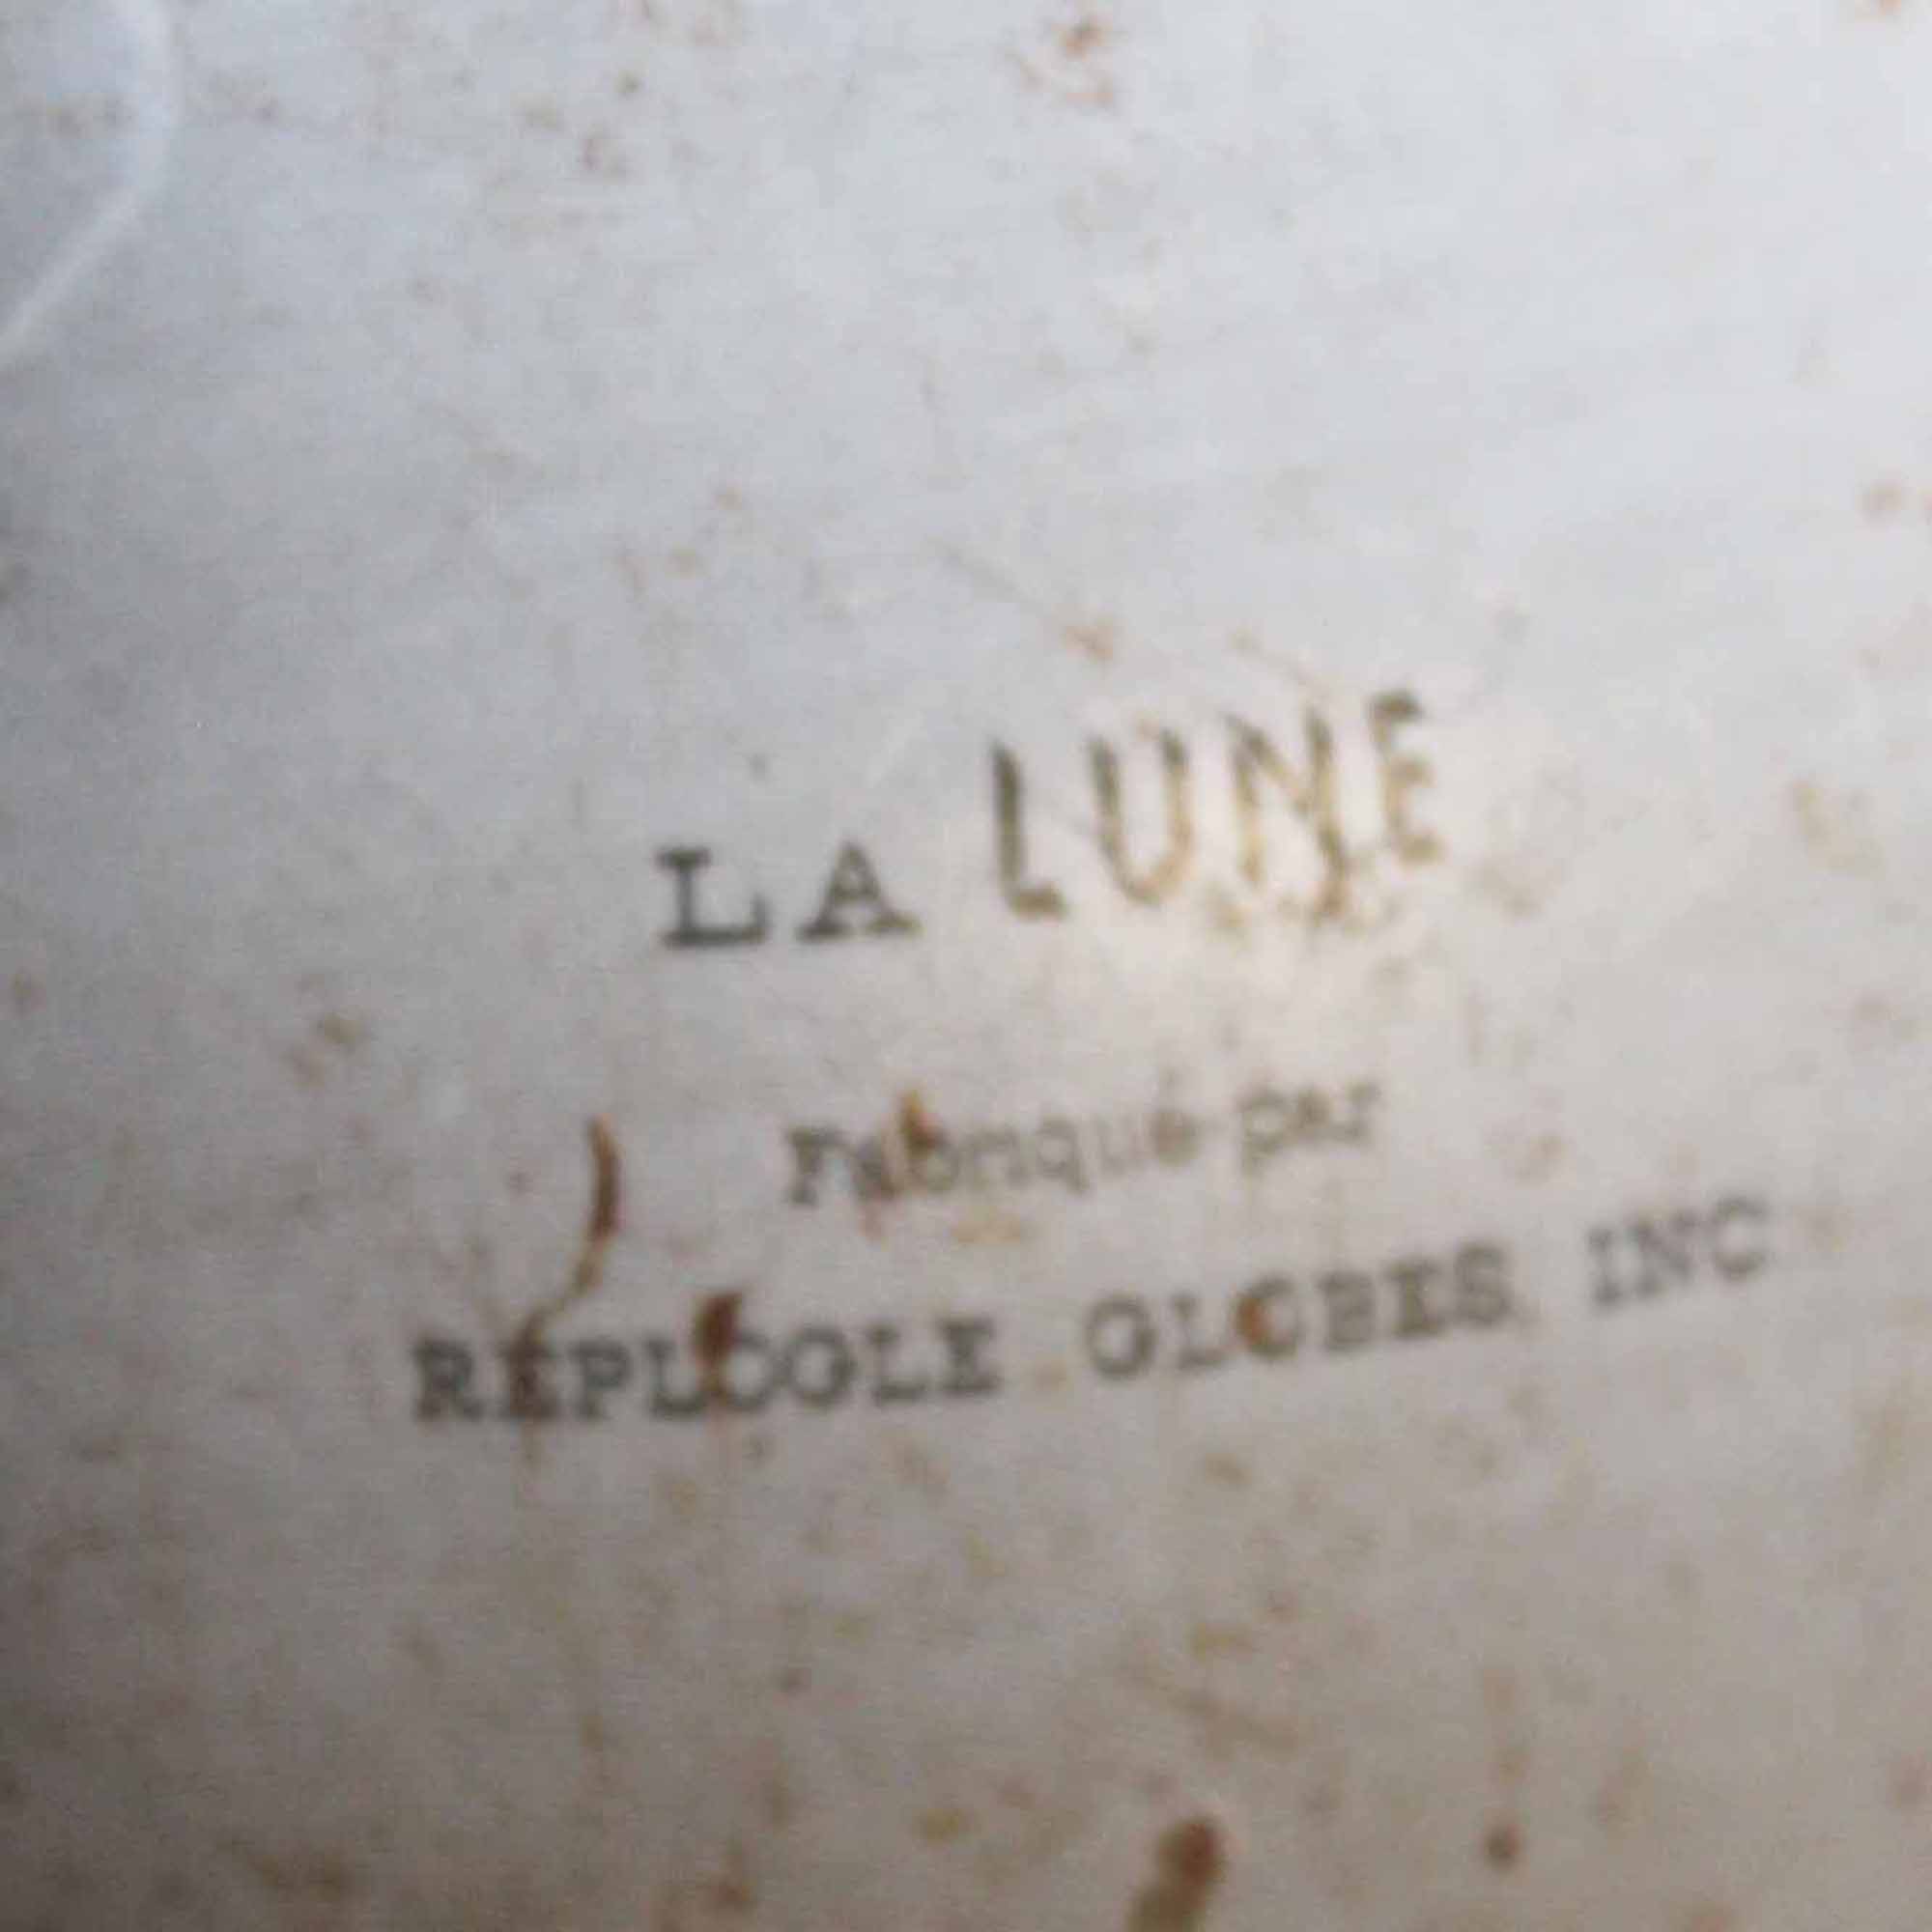 LA LUNE
Fabriqué par
REPLOGLE GLOBES INC